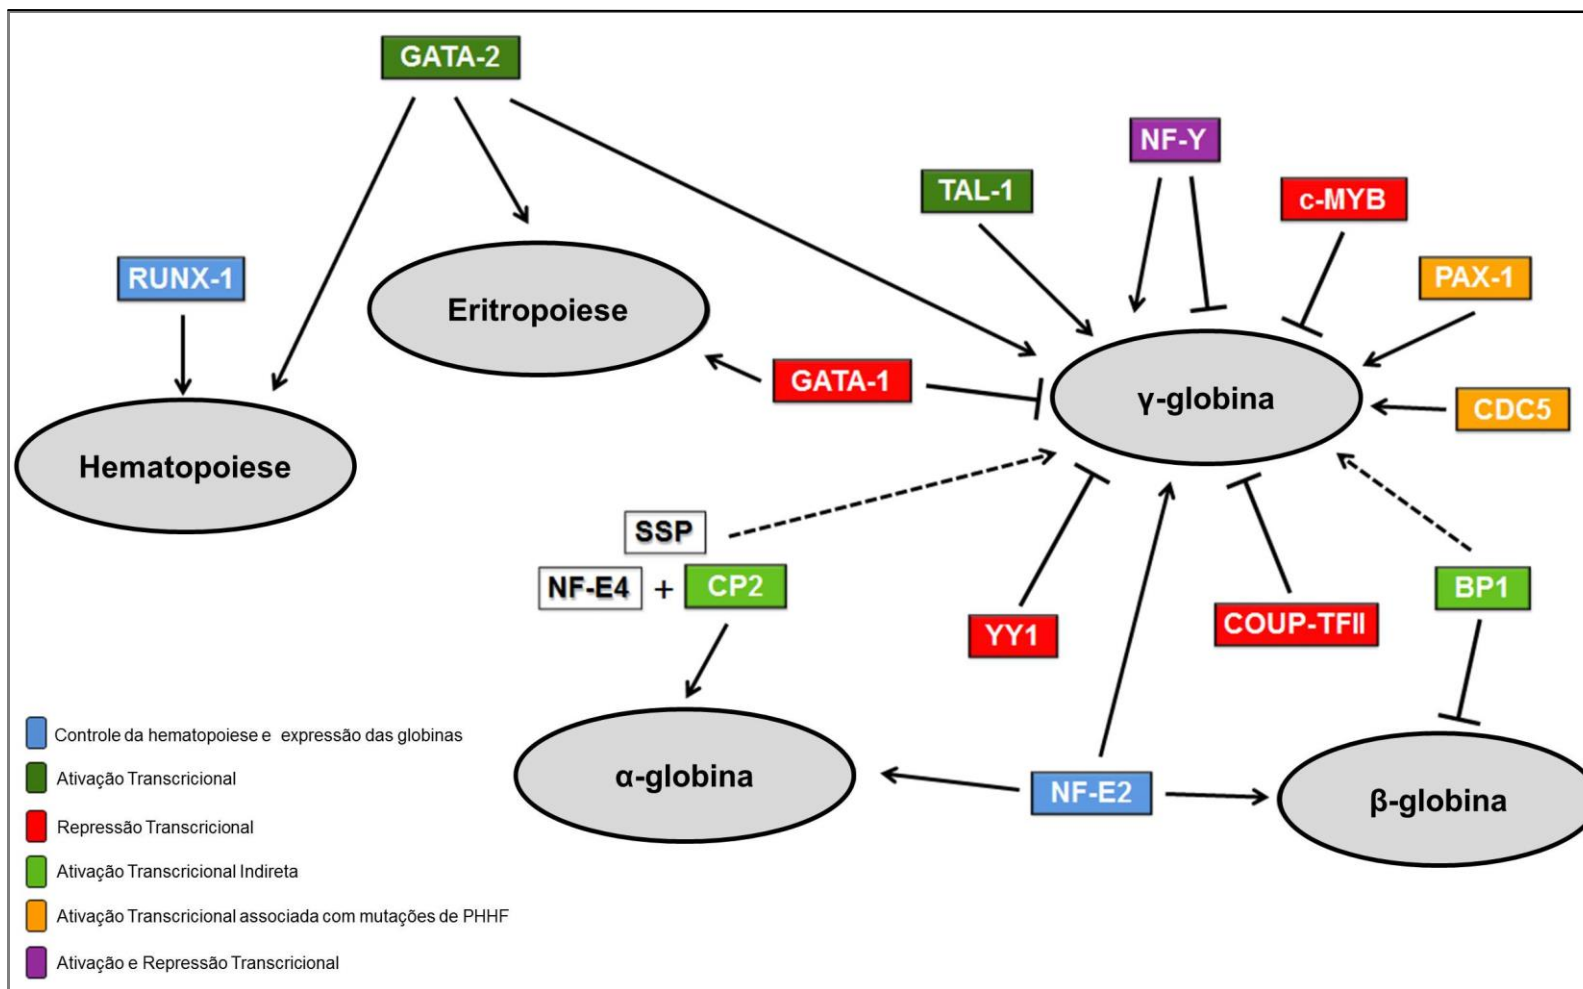 GATA-2
NF-Y
TAL-1
c-MYB
RUNX-1
PAX-1
Eritropoiese
GATA-1
γ-globina
CDC5
Hematopoiese
SSP
NF-E4 + CP2
BP1
YY1
COUP-TFII
Controle da hematopoiese e expressão das globinas
Ativação Transcricional
Repressão Transcricional
Ativação Transcricional Indireta
Ativação Transcricional associada com mutações de PHHF
Ativação e Repressão Transcricional
α-globina
NF-E2
β-globina